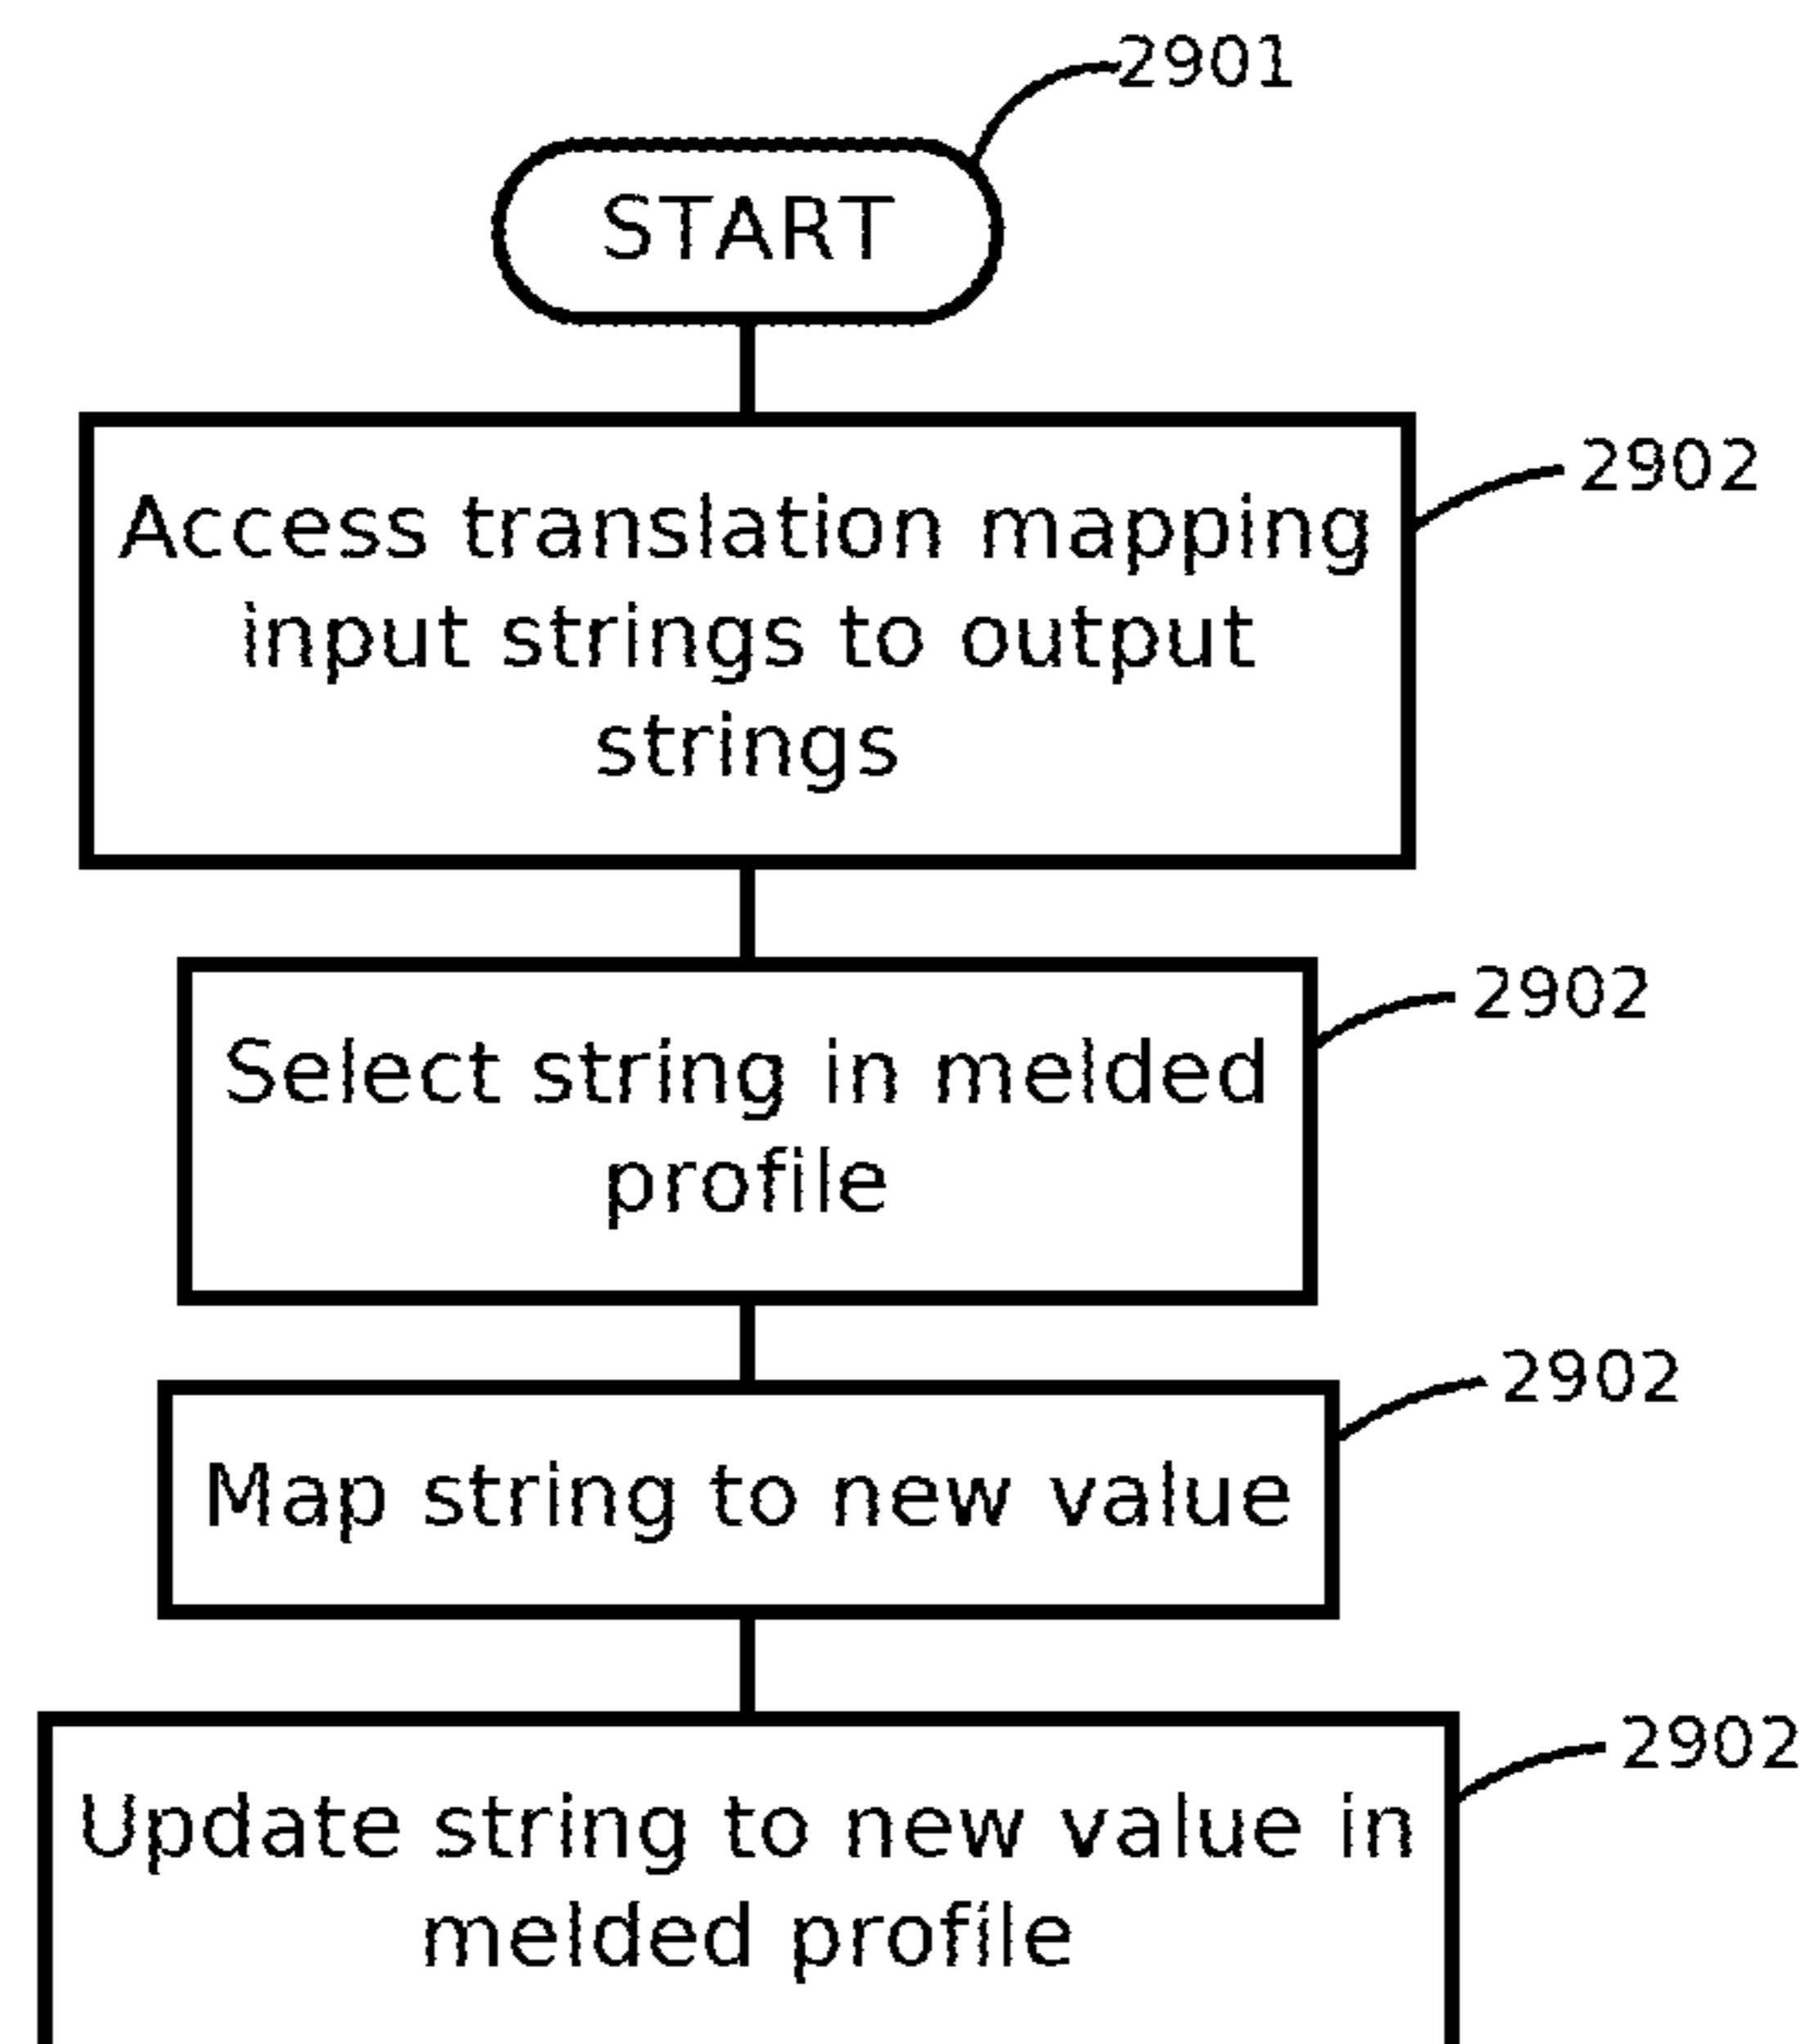 2901
START
2902
Access translation mapping
input strings to output
strings
2902
Select string in melded
profile
2902
Map string to new value
2902
Update string to new value in
melded profile